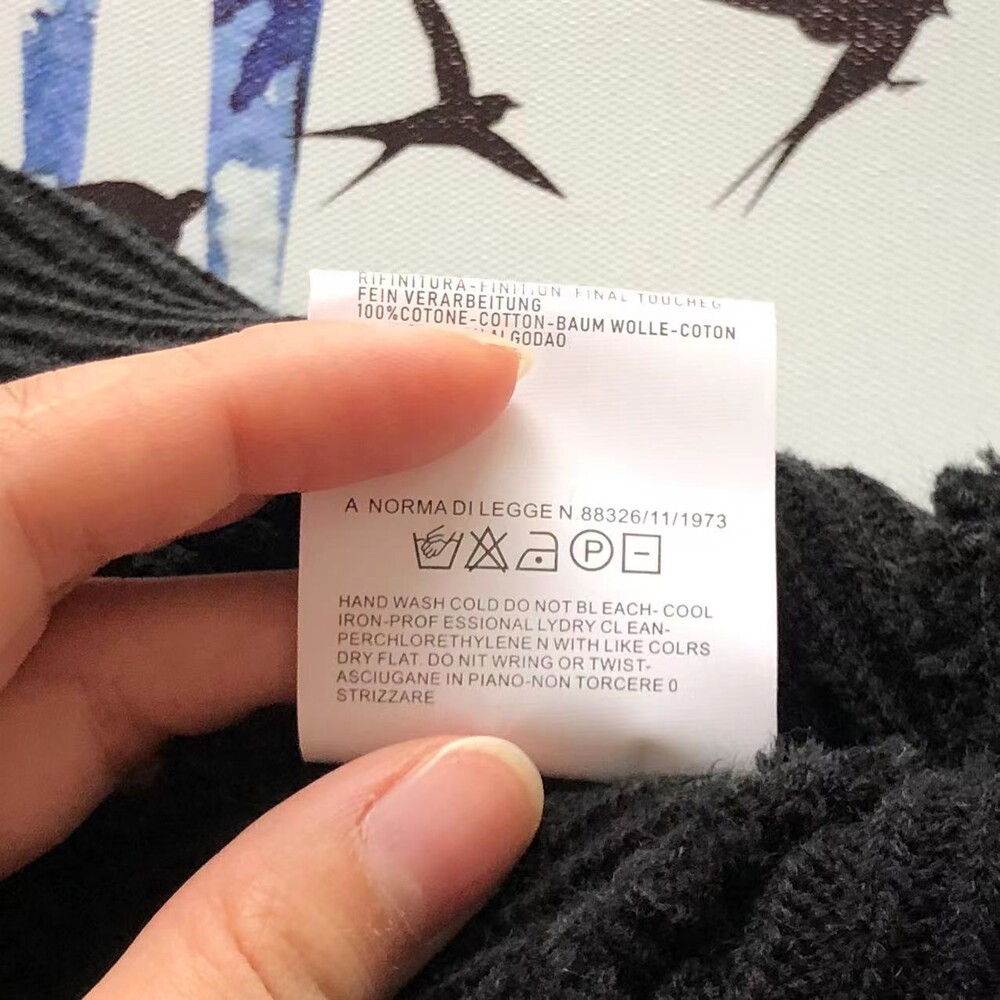 RIFINITURA-FINITION FINAL TOUCHEG
FEIN VERARBEITUNG
100%COTONE-COTTON-BAUM WOLLE-COTON
ALGODAO
A NORMA DI LEGGE N.88326/11/1973
P
HAND WASH COLD DO NOT BL EACH- COOL
IRON-PROF ESSIONAL LYDRY CL EAN-
PERCHLORETHYLENE N WITH LIKE COLRS
DRY FLAT. DO NIT WRING OR TWIST-
ASCIUGANE IN PIANO-NON TORCERE 0
STRIZZARE